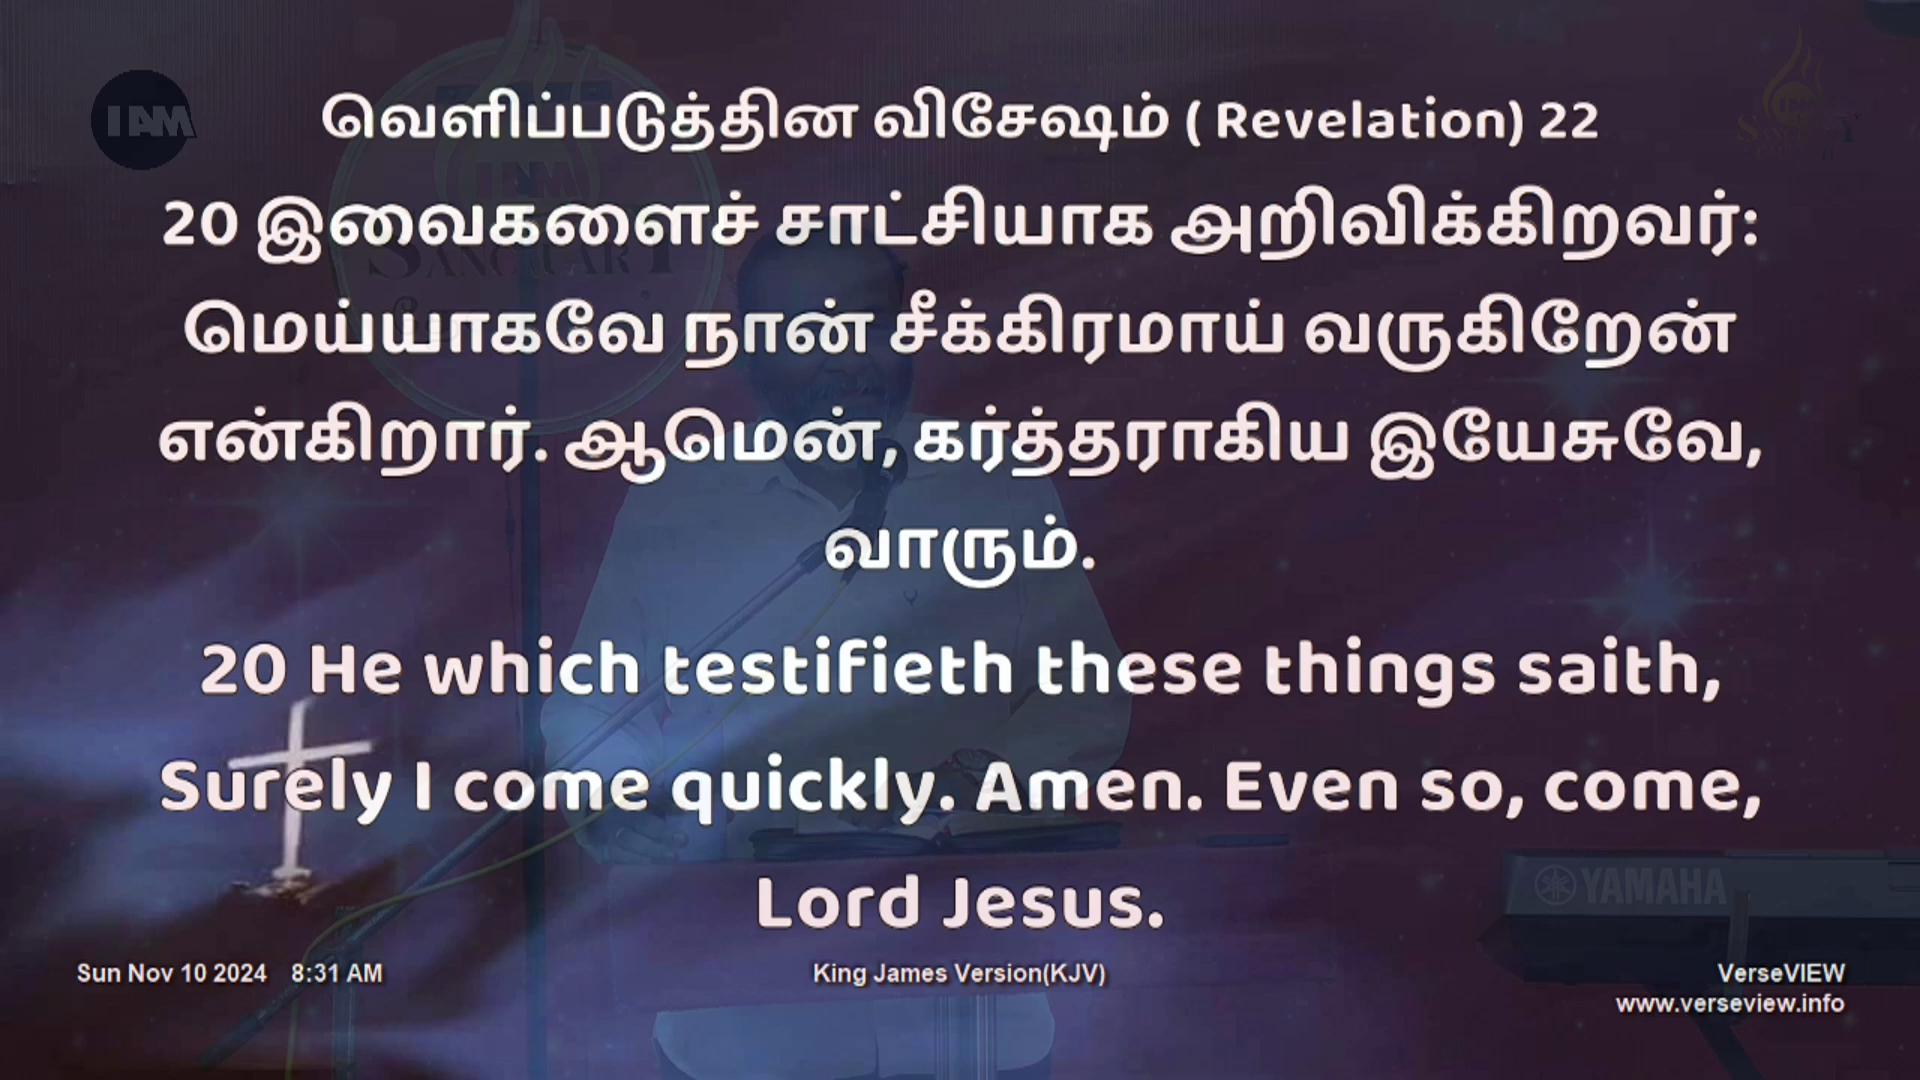 I AM
வெளிப்படுத்தின விசேஷம் ( Revelation) 22
20 இவைகளைச் சாட்சியாக அறிவிக்கிறவர்:
மெய்யாகவே நான் சீக்கிரமாய் வருகிறேன்
என்கிறார். ஆமென், கர்த்தராகிய இயேசுவே,
வாரும்.
20 He which testifieth these things saith,
Surely I come quickly. Amen. Even so, come,
Lord Jesus.
YAMAHA
Sun Nov 10 2024 8:31 AM
King James Version(KJV)
VerseVIEW
www.verseview.info